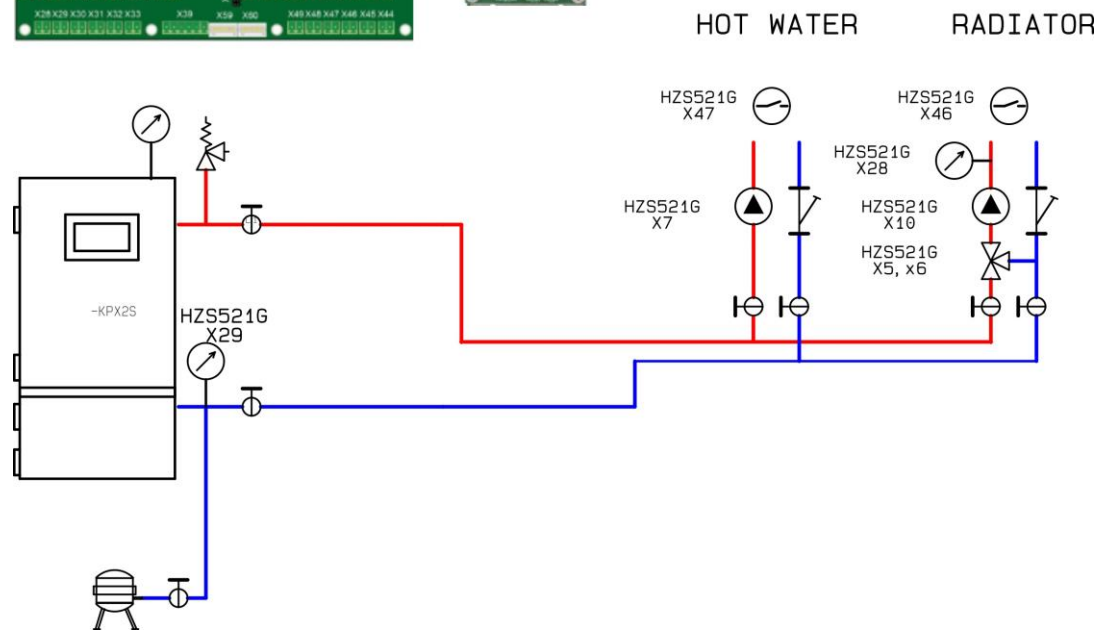 X28 X29 X30 X31 X32 X33 X39 X59 X60 X49 X48 X47 X46 X45 X44
HOT WATER RADIATOR
HZS521G
X47
HZS521G
X46
HZS521G
X28
HZS521G
X7
HZS521G
X10
HZS521G
X5, x6
-KPX2S
HZS521G
X29